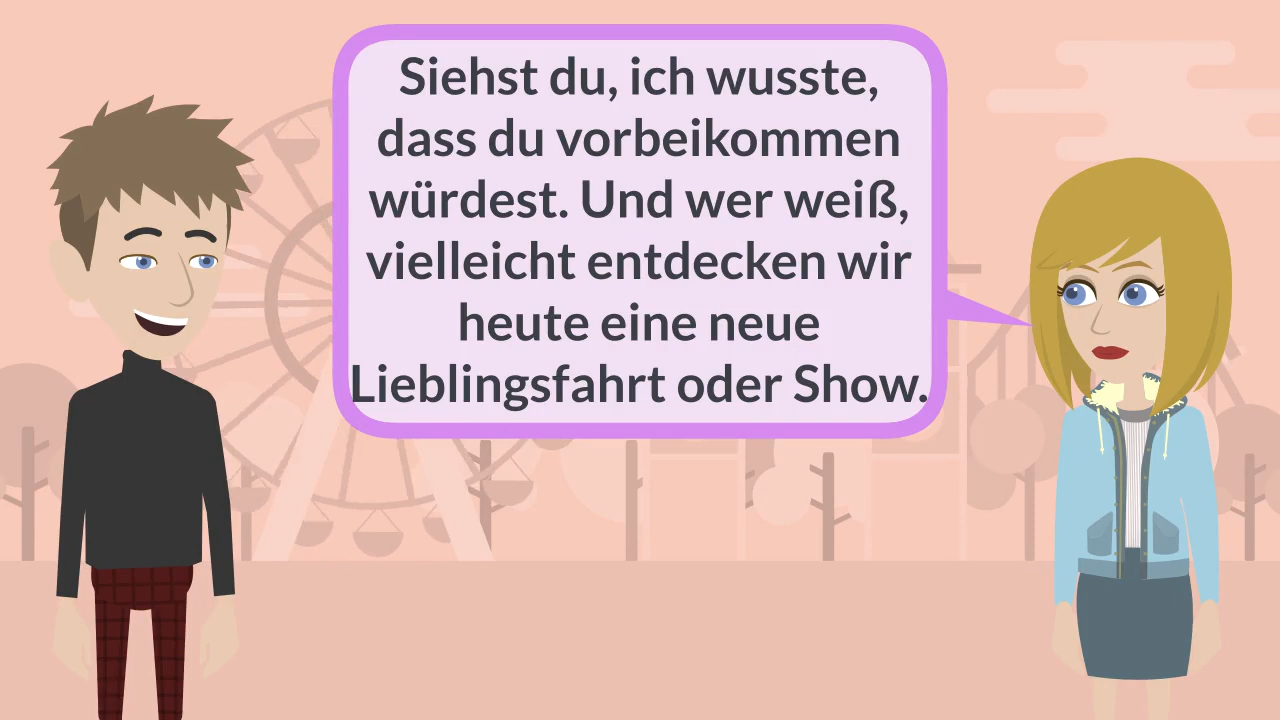 Siehst du, ich wusste,
dass du vorbeikommen
würdest. Und wer weiß,
vielleicht entdecken wir
heute eine neue
Lieblingsfahrt oder Show.